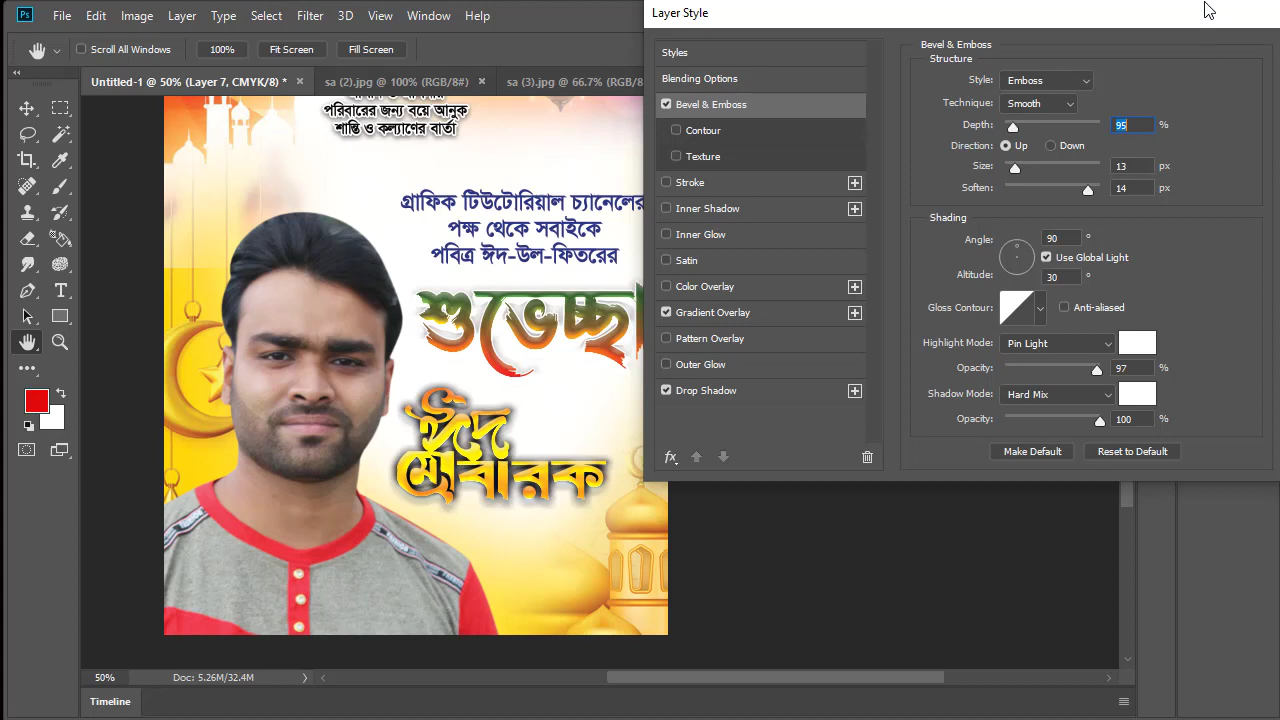 File Edit Image Layer Type Select Filter 3D View Window Help
Layer Style
Scroll All Windows 100% Fit Screen Fill Screen
Untitled-1 @ 50% (Layer 7, CMYK/8) * × sa (2).jpg @ 100% (RGB/8#) × sa (3).jpg @ 66.7% (RGB/8
পরিবারের জন্য বয়ে আনুক
শান্তি ও কল্যাণের বার্তা
গ্রাফিক টিউটোরিয়াল চ্যানেলের
পক্ষ থেকে সবাইকে
পবিত্র ঈদ-উল-ফিতরের
শুভেচ্ছা
ঈদ
মোবারক
Styles
Blending Options
Bevel & Emboss
Contour
Texture
Stroke
Inner Shadow
Inner Glow
Satin
Color Overlay
Gradient Overlay
Pattern Overlay
Outer Glow
Drop Shadow
fx
Bevel & Emboss
Structure
Style: Emboss
Technique: Smooth
Depth: 95 %
Direction: Up Down
Size: 13 px
Soften: 14 px
Shading
Angle: 90 °
Use Global Light
Altitude: 30 °
Gloss Contour: Anti-aliased
Highlight Mode: Pin Light
Opacity: 97 %
Shadow Mode: Hard Mix
Opacity: 100 %
Make Default Reset to Default
50% Doc: 5.26M/32.4M
Timeline